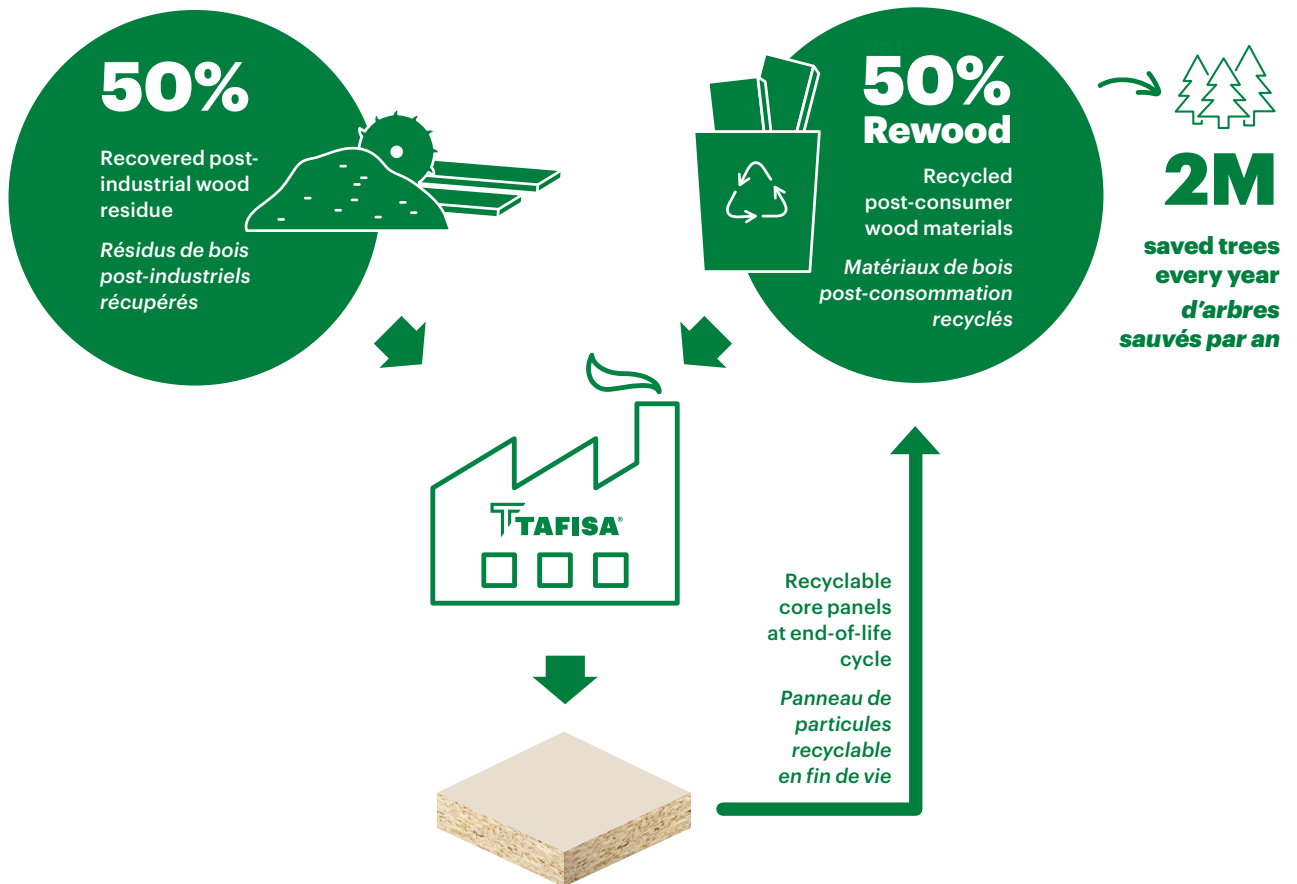 50%
Recovered post-
industrial wood
residue
Résidus de bois
post-industriels
récupérés
50%
Rewood
Recycled
post-consumer
wood materials
Matériaux de bois
post-consommation
recyclés
2M
saved trees
every year
d’arbres
sauvés par an
TAFISA®
Recyclable
core panels
at end-of-life
cycle
Panneau de
particules
recyclable
en fin de vie